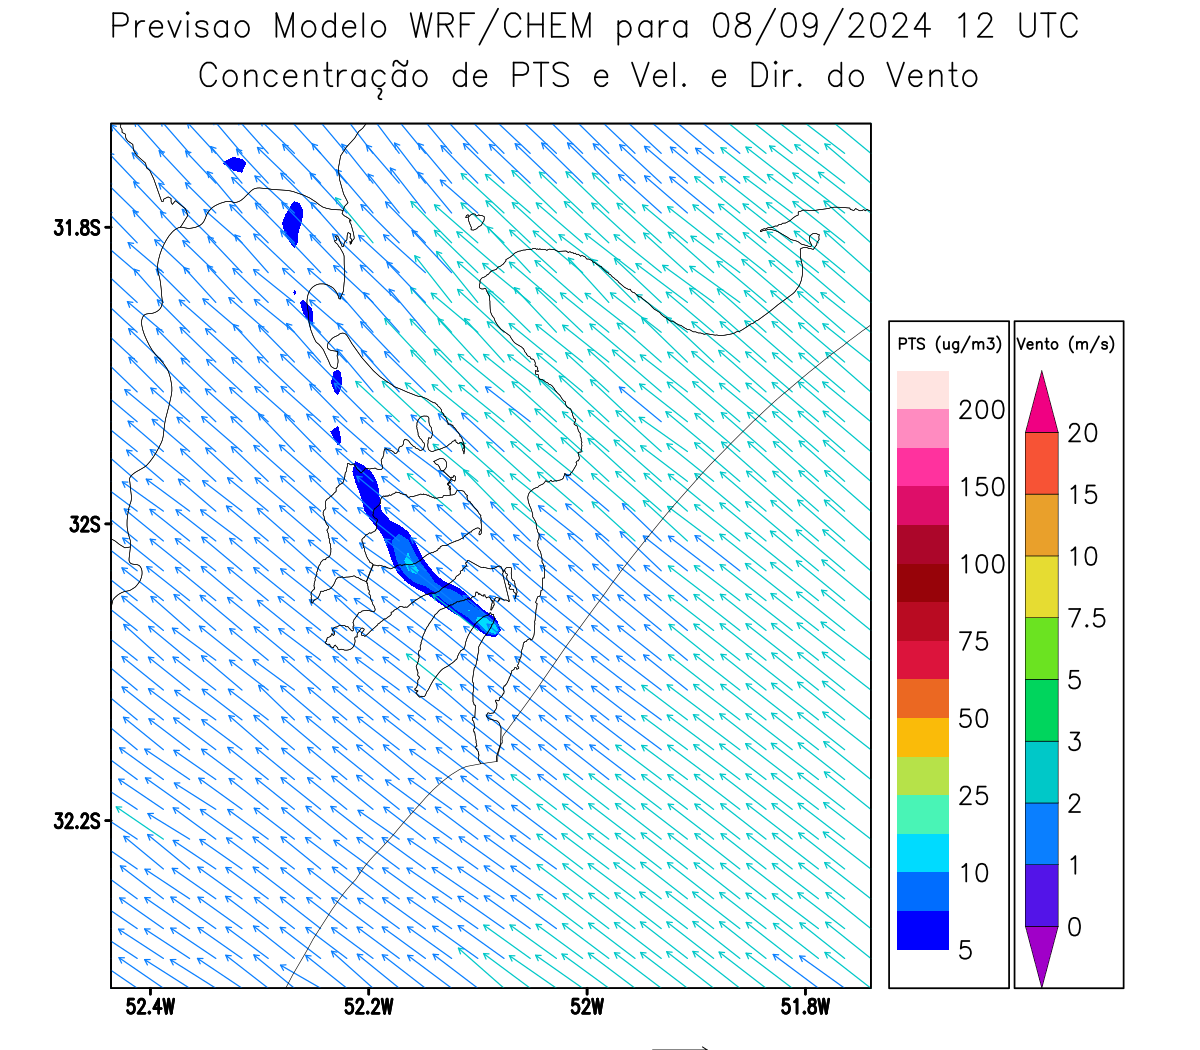 Previsao Modelo WRF/CHEM para 08/09/2024 12 UTC
Concentração de PTS e Vel. e Dir. do Vento
31.8S
32S
32.2S
52.4W
52.2W
52W
51.8W
PTS (ug/m3)
200
150
100
75
50
25
10
5
Vento (m/s)
20
15
10
7.5
5
3
2
1
0